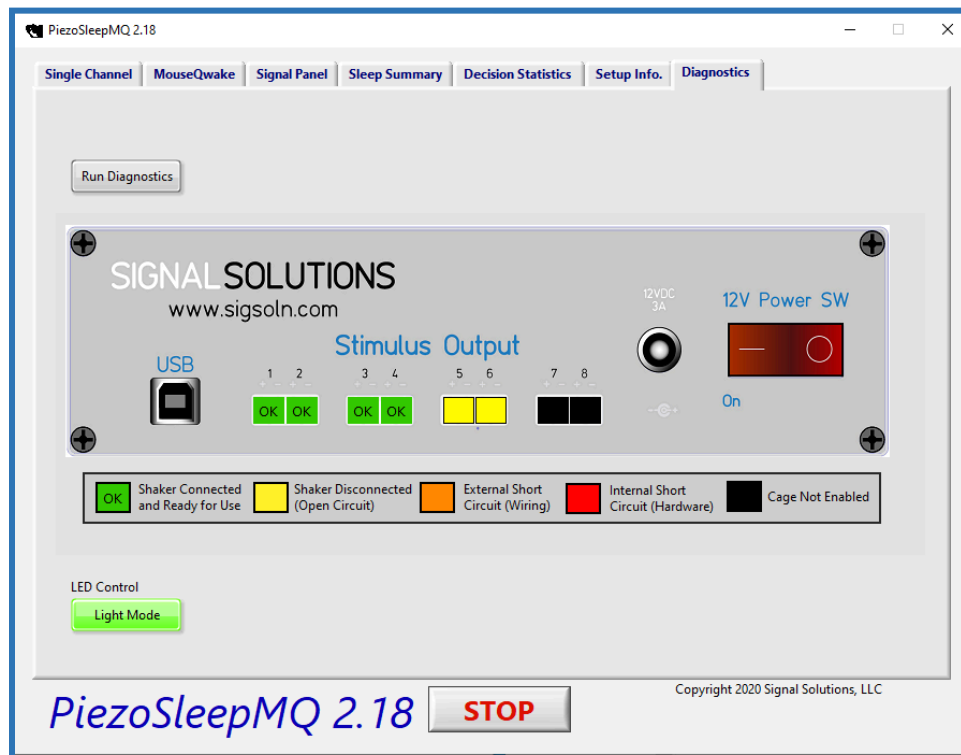 PiezoSleepMQ 2.18
Single Channel MouseQwake Signal Panel Sleep Summary Decision Statistics Setup Info. Diagnostics
Run Diagnostics
SIGNALSOLUTIONS
www.sigsoln.com
12VDC
3A
12V Power SW
Stimulus Output
USB
1 2 3 4 5 6 7 8
+ - + - + - + -
OK OK OK OK
On
- +
OK
Shaker Connected
and Ready for Use
Shaker Disconnected
(Open Circuit)
External Short
Circuit (Wiring)
Internal Short
Circuit (Hardware)
Cage Not Enabled
LED Control
Light Mode
PiezoSleepMQ 2.18
STOP
Copyright 2020 Signal Solutions, LLC